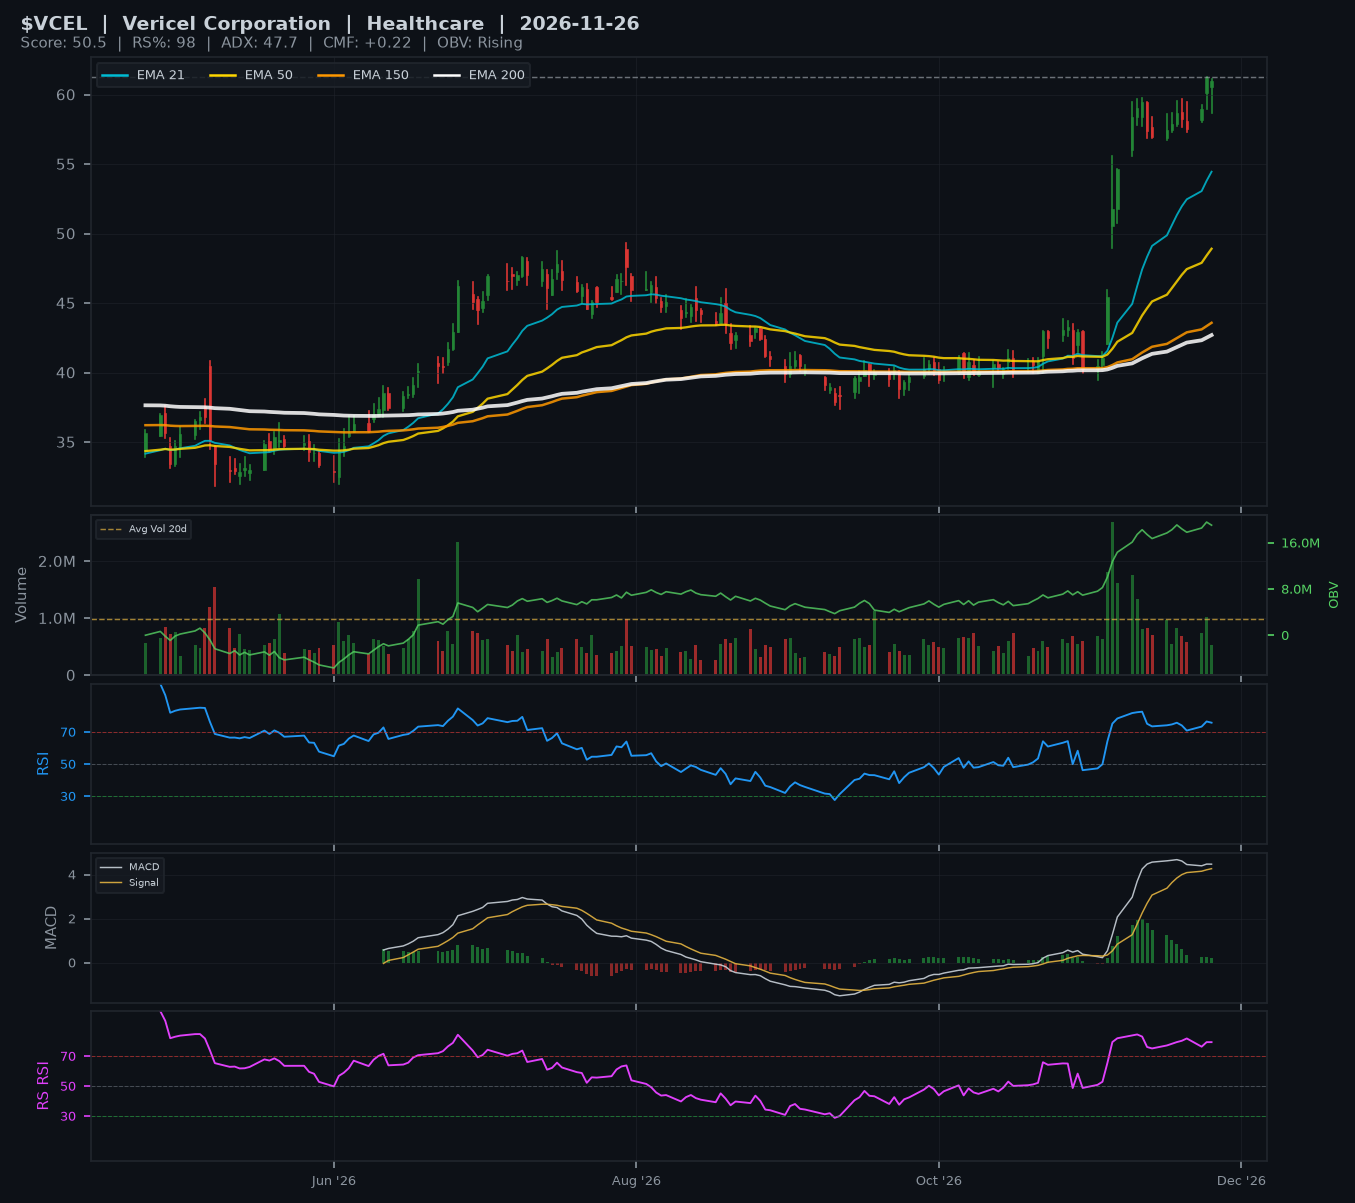 $VCEL | Vericel Corporation | Healthcare | 2026-11-26
Score: 50.5 | RS%: 98 | ADX: 47.7 | CMF: +0.22 | OBV: Rising
EMA 21 EMA 50 EMA 150 EMA 200
60
55
50
45
40
35
Avg Vol 20d
Volume
2.0M
1.0M
0
OBV
16.0M
8.0M
0
RSI
70
50
30
MACD
Signal
MACD
4
2
0
RS RSI
70
50
30
Jun '26 Aug '26 Oct '26 Dec '26